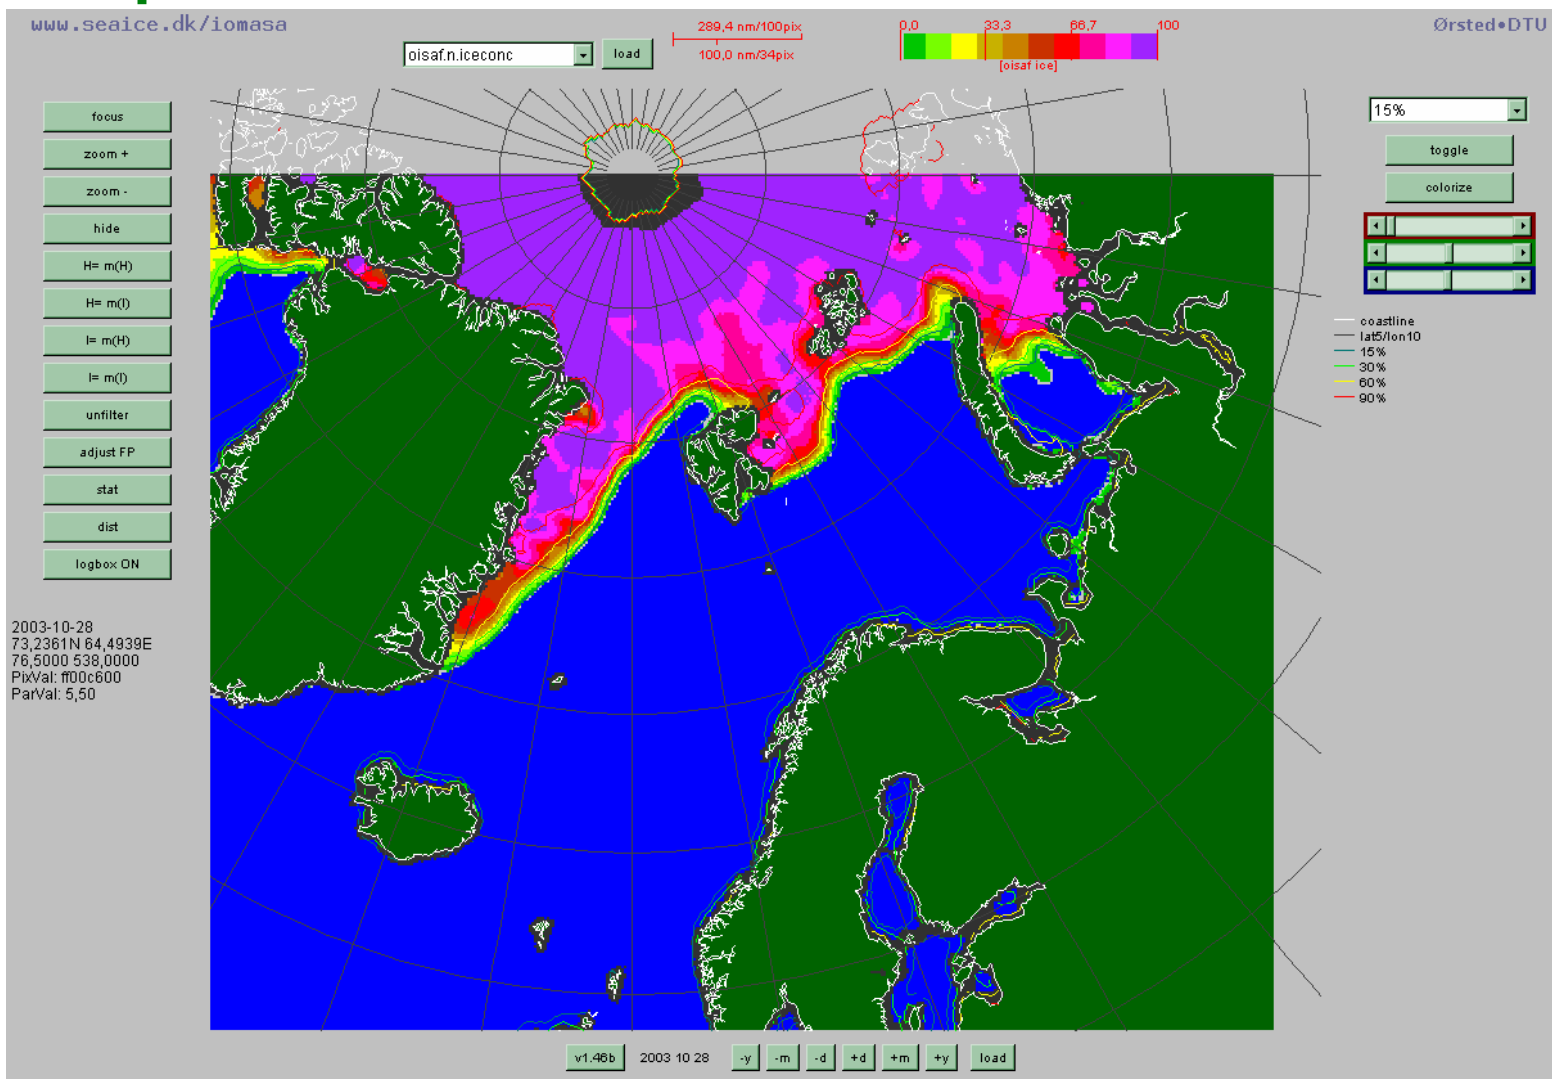 www.seaice.dk/iomasa
289,4 nm/100pix
0,0 33,3 66,7 100
Ørsted•DTU
oisaf.n.iceconc
load
100,0 nm/34pix
[oisaf ice]
focus
zoom +
zoom -
hide
H= m(H)
H= m(I)
I= m(H)
I= m(I)
unfilter
adjust FP
stat
dist
logbox ON
2003-10-28
73,2361N 64,4939E
76,5000 538,0000
PixVal: ff00c600
ParVal: 5,50
15%
toggle
colorize
coastline
lat5/lon10
15%
30%
60%
90%
v1.46b
2003 10 28
-y
-m
-d
+d
+m
+y
load